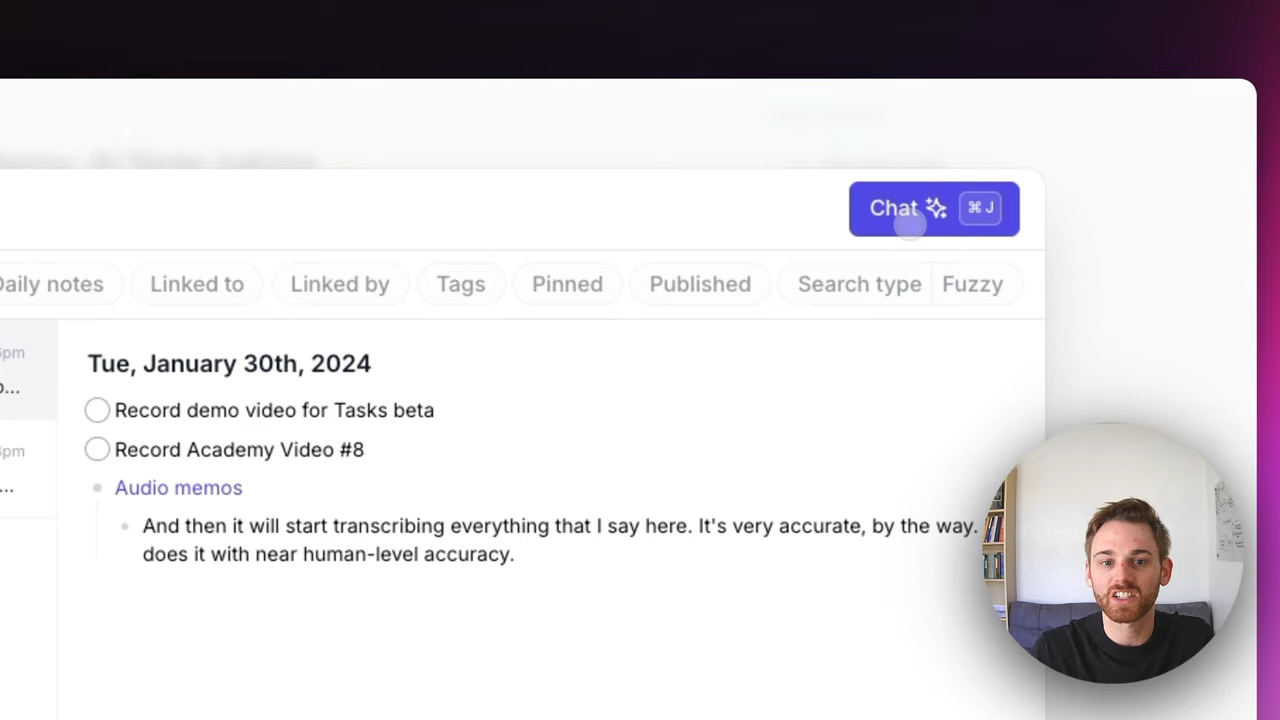 Chat ⌘ J
Daily notes Linked to Linked by Tags Pinned Published Search type Fuzzy
Tue, January 30th, 2024
Record demo video for Tasks beta
Record Academy Video #8
Audio memos
And then it will start transcribing everything that I say here. It's very accurate, by the way.
does it with near human-level accuracy.